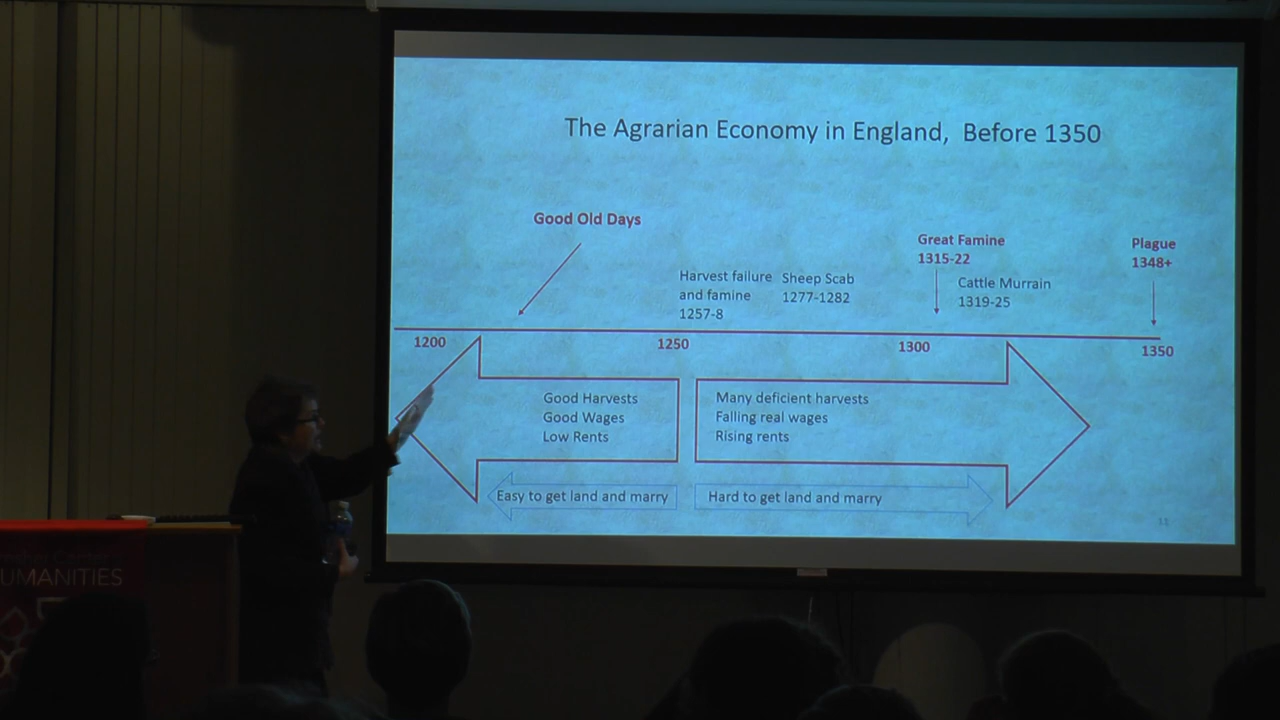 The Agrarian Economy in England, Before 1350
Good Old Days
Harvest failure
and famine
1257-8
Sheep Scab
1277-1282
Great Famine
1315-22
Cattle Murrain
1319-25
Plague
1348+
1200
1250
1300
1350
Good Harvests
Good Wages
Low Rents
Many deficient harvests
Falling real wages
Rising rents
Easy to get land and marry
Hard to get land and marry
11
UMANITIES